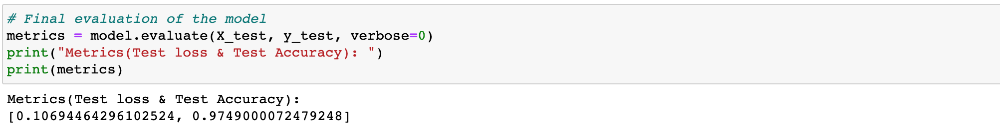 # Final evaluation of the model
metrics = model.evaluate(X_test, y_test, verbose=0)
print("Metrics(Test loss & Test Accuracy): ")
print(metrics)
Metrics(Test loss & Test Accuracy):
[0.10694464296102524, 0.9749000072479248]